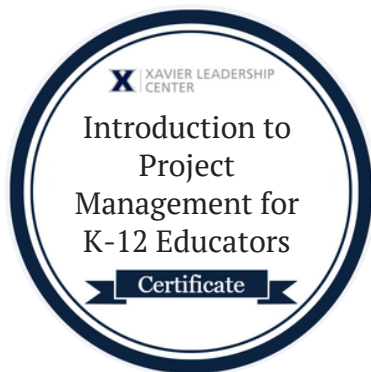 X XAVIER LEADERSHIP
CENTER
Introduction to
Project
Management for
K-12 Educators
Certificate